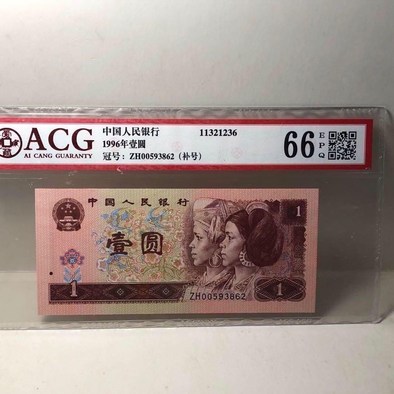 ACG
AI CANG GUARANTY
中国人民银行
1996年壹圆
冠号：ZH00593862（补号）
11321236
66
EPQ
中国人民银行
壹圆
1
1
1
ZH00593862